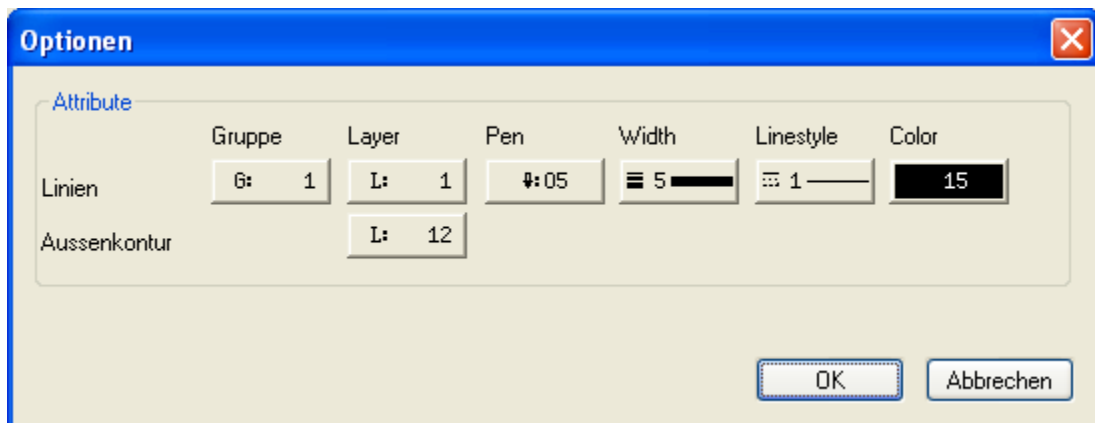 Optionen
Attribute
Gruppe Layer Pen Width Linestyle Color
Linien G: 1 L: 1 :05 5 1 15
Aussenkontur L: 12
OK Abbrechen